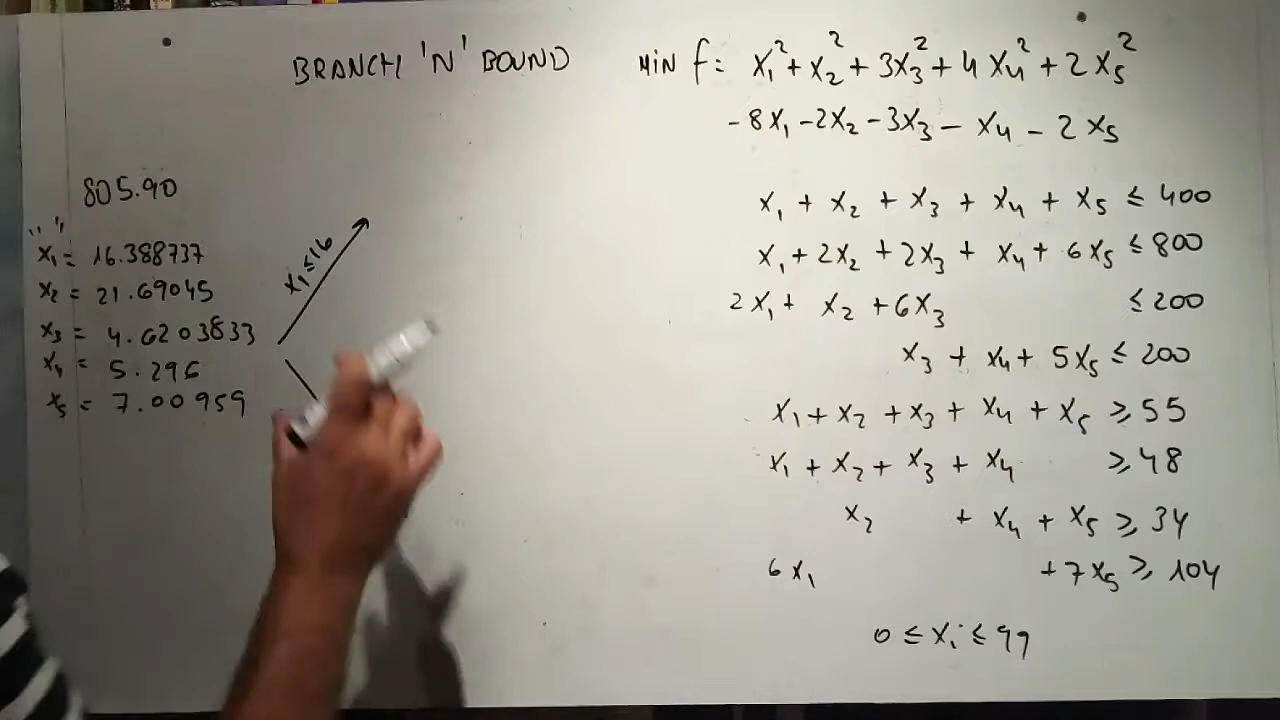 BRANCH 'N' BOUND
MIN f = x₁² + x₂² + 3x₃² + 4x₄² + 2x₅²
-8x₁ - 2x₂ - 3x₃ - x₄ - 2x₅
805.90
" "
x₁ = 16.388737
x₂ = 21.69045
x₃ = 4.6203833
x₄ = 5.296
x₅ = 7.00959
x₁≤16
x₁ + x₂ + x₃ + x₄ + x₅ ≤ 400
x₁ + 2x₂ + 2x₃ + x₄ + 6x₅ ≤ 800
2x₁ + x₂ + 6x₃ ≤ 200
x₃ + x₄ + 5x₅ ≤ 200
x₁ + x₂ + x₃ + x₄ + x₅ ≥ 55
x₁ + x₂ + x₃ + x₄ ≥ 48
x₂ + x₄ + x₅ ≥ 34
6x₁ + 7x₅ ≥ 104
0 ≤ xᵢ ≤ 99